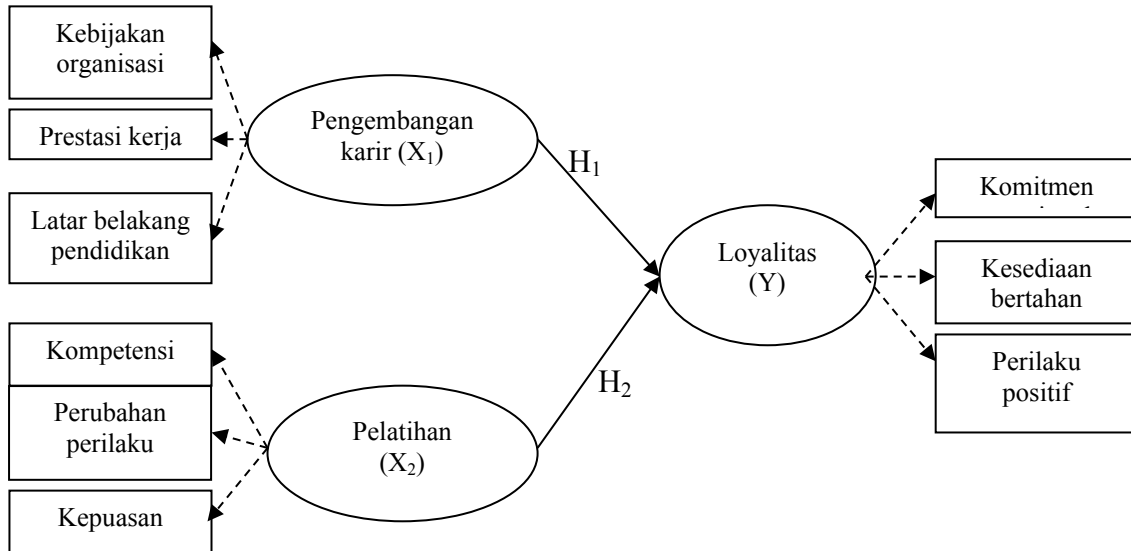 Kebijakan
organisasi
Prestasi kerja
Latar belakang
pendidikan
Pengembangan
karir (X₁)
H₁
Kompetensi
Perubahan
perilaku
Kepuasan
Pelatihan
(X₂)
H₂
Loyalitas
(Y)
Komitmen
Kesediaan
bertahan
Perilaku
positif